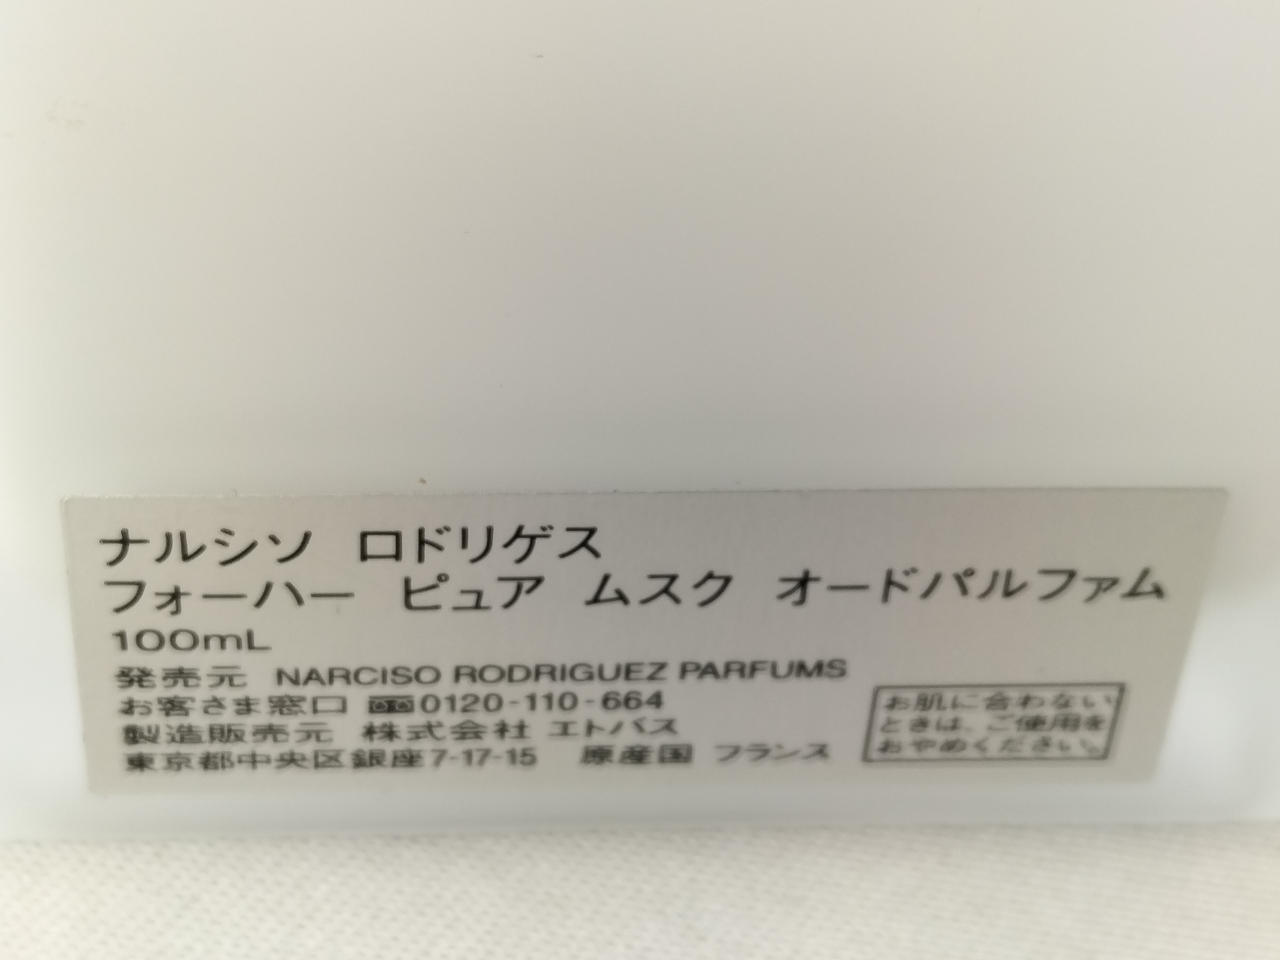 ナルシソ ロドリゲス
フォーハー ピュア ムスク オードパルファム
100mL
発売元 NARCISO RODRIGUEZ PARFUMS
お客さま窓口 0120-110-664
製造販売元 株式会社 エトバス
東京都中央区銀座7-17-15 原産国 フランス
お肌に合わない
ときは、ご使用を
おやめください。